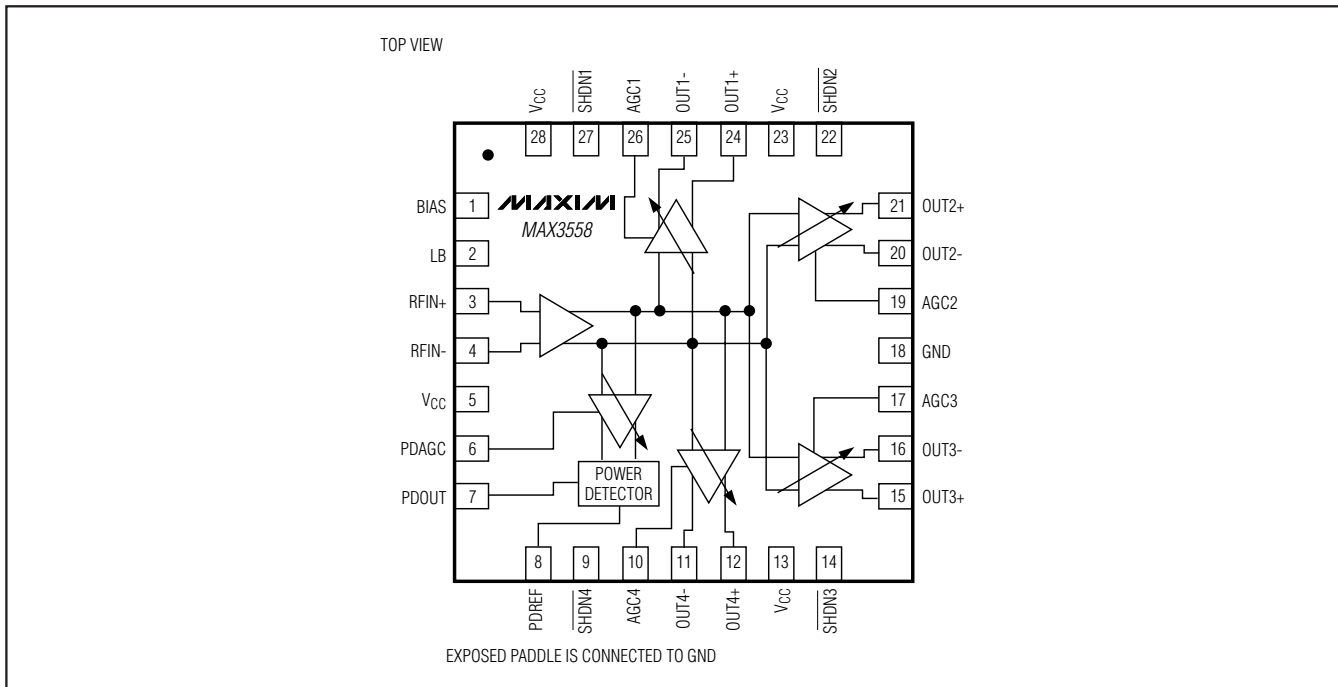 TOP VIEW
VCC
SHDN1
AGC1
OUT1-
OUT1+
VCC
SHDN2
28
27
26
25
24
23
22
MAXIM
MAX3558
BIAS 1
LB 2
RFIN+ 3
RFIN- 4
VCC 5
PDAGC 6
PDOUT 7
21 OUT2+
20 OUT2-
19 AGC2
18 GND
17 AGC3
16 OUT3-
15 OUT3+
POWER
DETECTOR
8
9
10
11
12
13
14
PDREF
SHDN4
AGC4
OUT4-
OUT4+
VCC
SHDN3
EXPOSED PADDLE IS CONNECTED TO GND